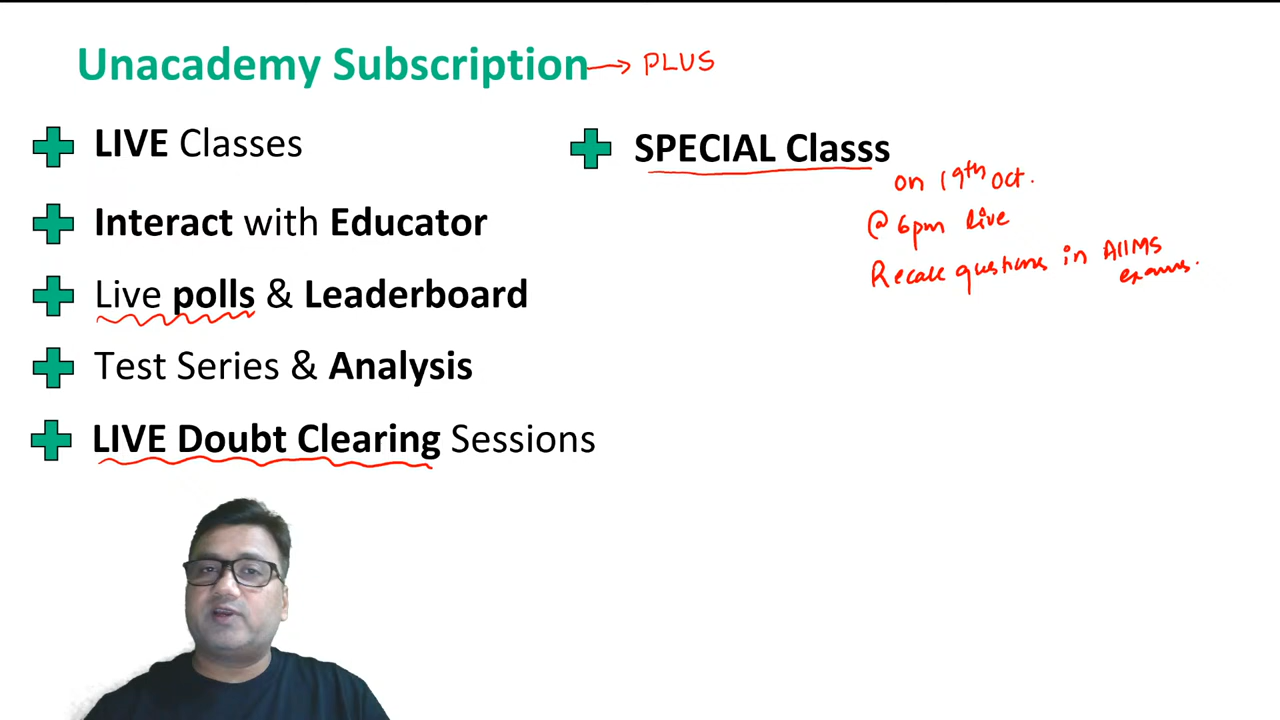 Unacademy Subscription → PLUS
LIVE Classes
Interact with Educator
Live polls & Leaderboard
Test Series & Analysis
LIVE Doubt Clearing Sessions
SPECIAL Classs
on 19th Oct.
@ 6pm live
Recall questions in AIIMS
exams.